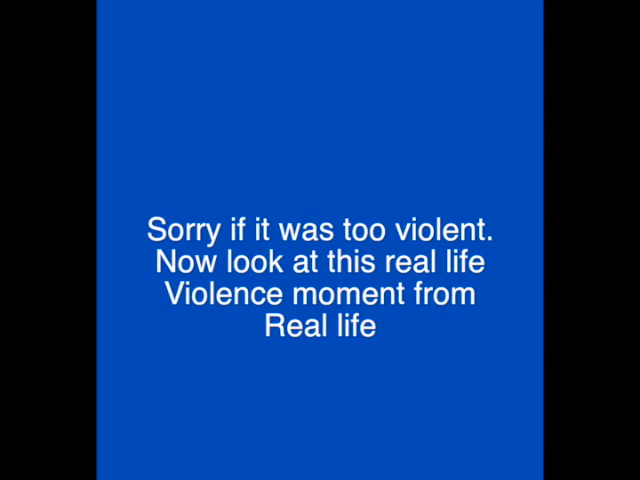 Sorry if it was too violent.
Now look at this real life
Violence moment from
Real life